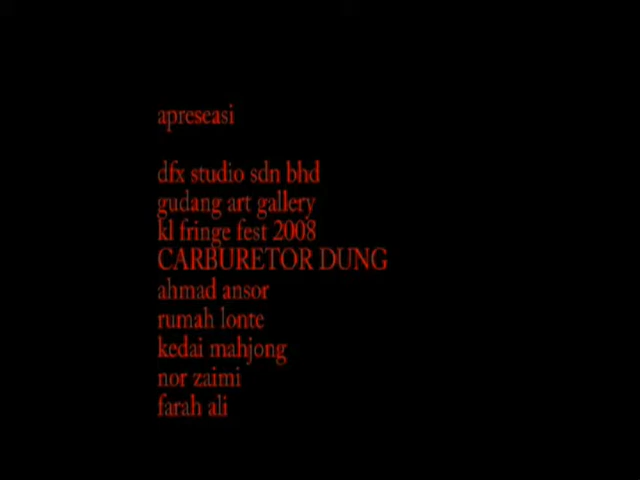 apreseasi
dfx studio sdn bhd
gudang art gallery
kl fringe fest 2008
CARBURETOR DUNG
ahmad ansor
rumah lonte
kedai mahjong
nor zaimi
farah ali